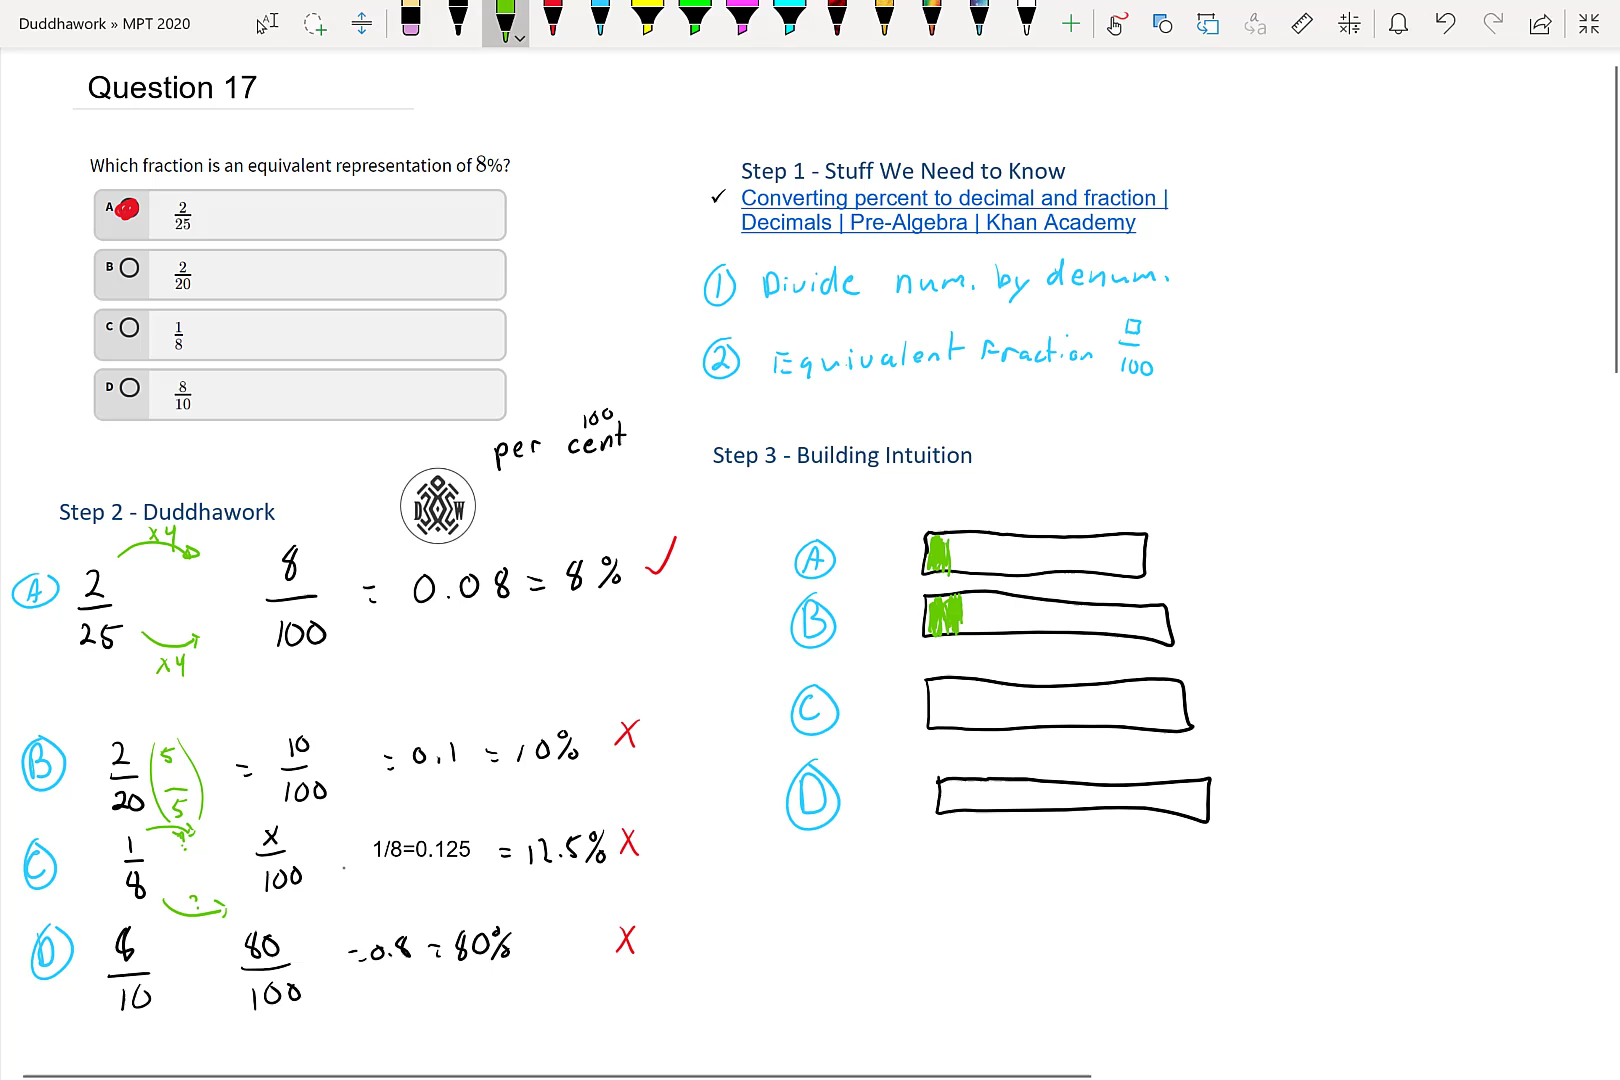 Duddhawork » MPT 2020
Question 17
Which fraction is an equivalent representation of 8%?
A 2/25
B 2/20
C 1/8
D 8/10
Step 1 - Stuff We Need to Know
✓ Converting percent to decimal and fraction |
Decimals | Pre-Algebra | Khan Academy
① Divide num. by denum.
② Equivalent Fraction □/100
100
per cent
Step 2 - Duddhawork
D W
x4
A 2/25 8/100 = 0.08 = 8% ✓
x4
B 2/20 (5/5) = 10/100 = 0.1 = 10% X
C 1/8 ? x/100 1/8=0.125 = 12.5% X
?
D 8/10 80/100 = 0.8 = 80% X
Step 3 - Building Intuition
A
B
C
D